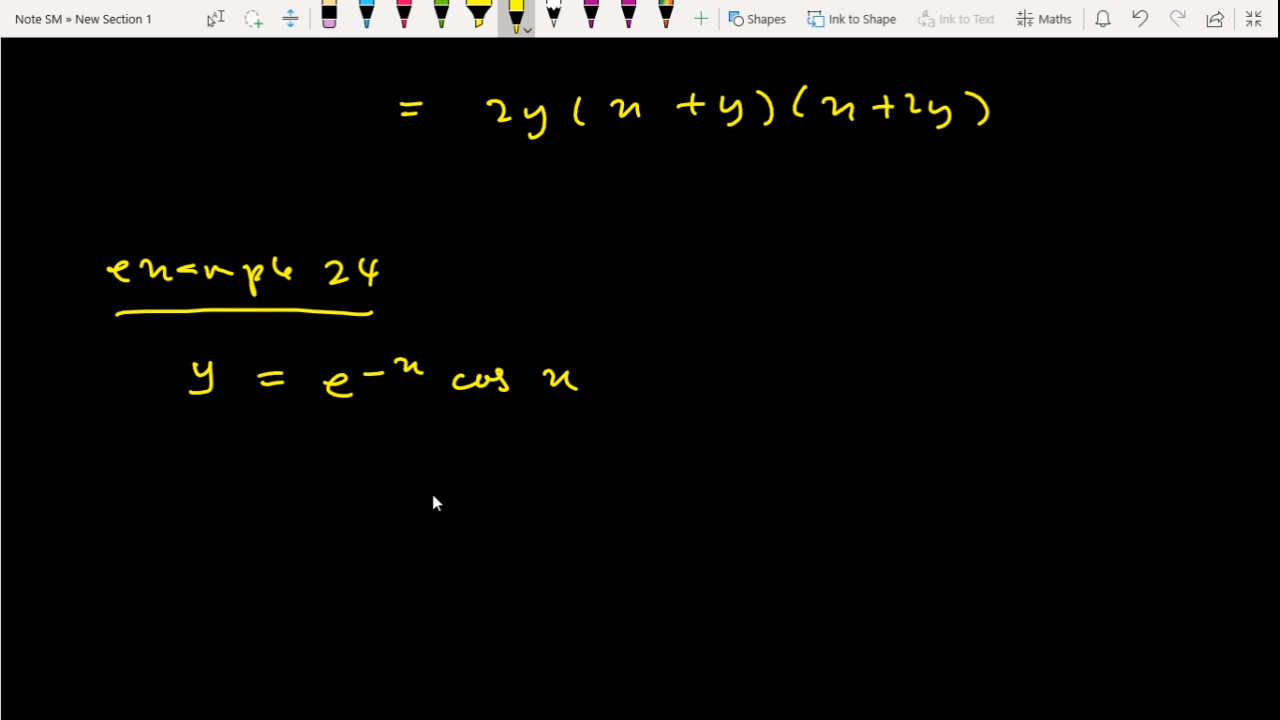 Note SM » New Section 1
Shapes
Ink to Shape
Ink to Text
Maths
= 2y(x + y)(x + 2y)
example 24
y = e^{-x} cos x